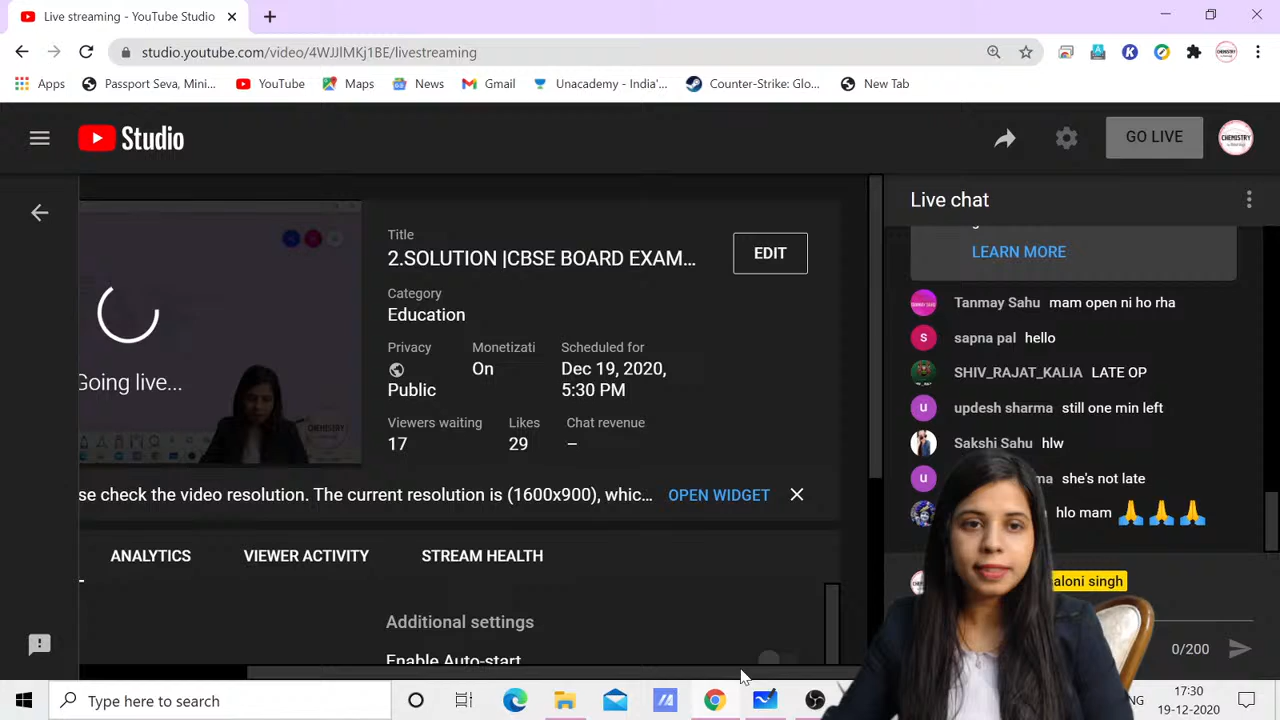 Live streaming - YouTube Studio
studio.youtube.com/video/4WJJlMKj1BE/livestreaming
Apps Passport Seva, Mini... YouTube Maps News Gmail Unacademy - India'... Counter-Strike: Glo... New Tab
Studio
GO LIVE
CHEMISTRY
Live chat
Title
2.SOLUTION |CBSE BOARD EXAM...
EDIT
Category
Education
Privacy
Public
Monetizati
On
Scheduled for
Dec 19, 2020,
5:30 PM
Viewers waiting
17
Likes
29
Chat revenue
–
Going live...
se check the video resolution. The current resolution is (1600x900), whic... OPEN WIDGET
ANALYTICS VIEWER ACTIVITY STREAM HEALTH
Additional settings
Enable Auto-start
LEARN MORE
Tanmay Sahu mam open ni ho rha
s sapna pal hello
SHIV_RAJAT_KALIA LATE OP
u updesh sharma still one min left
Sakshi Sahu hlw
u ma she's not late
hlo mam 🙏🙏🙏
aloni singh
0/200
Type here to search
NG
17:30
19-12-2020